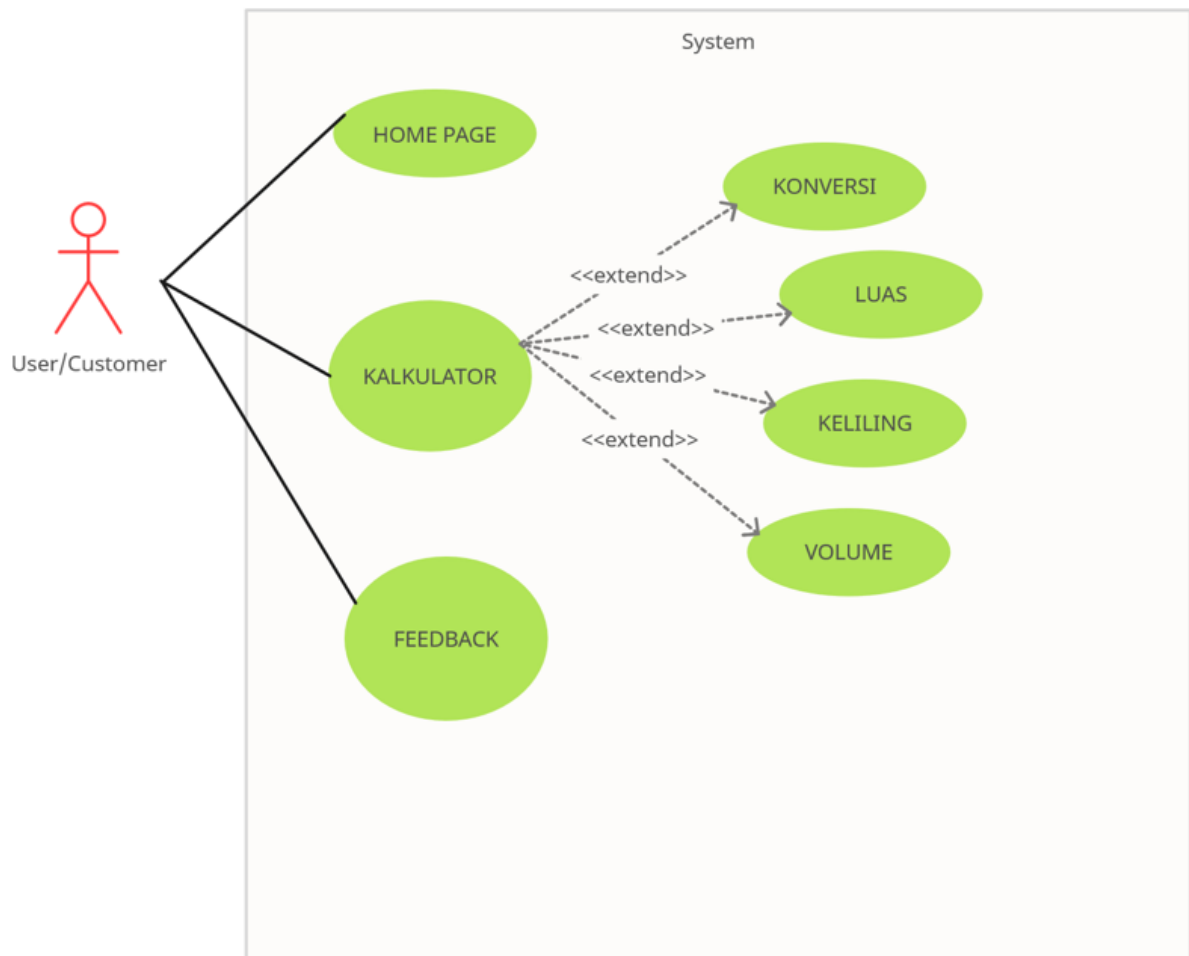 System
HOME PAGE
KONVERSI
<<extend>>
LUAS
<<extend>>
User/Customer
KALKULATOR
<<extend>>
KELILING
<<extend>>
VOLUME
FEEDBACK